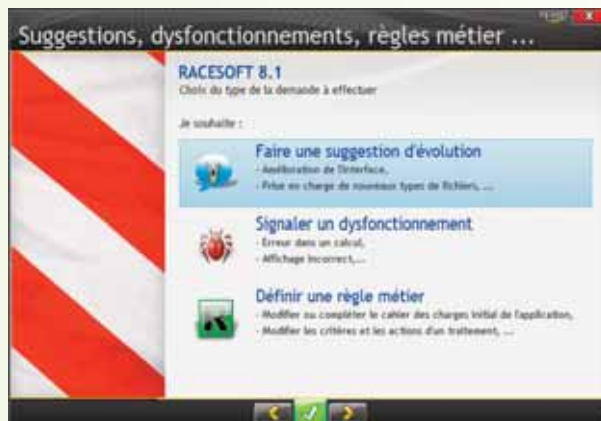 Suggestions, dysfonctionnements, règles métier ...
RACESOFT 8.1
Choix du type de la demande à effectuer
Je souhaite :
Faire une suggestion d'évolution
- Amélioration de l'interface,
- Prise en charge de nouveaux types de fichiers, ...
Signaler un dysfonctionnement
- Erreur dans un calcul,
- Affichage incorrect,...
Définir une règle métier
- Modifier ou compléter le cahier des charges initial de l'application,
- Modifier les critères et les actions d'un traitement, ...